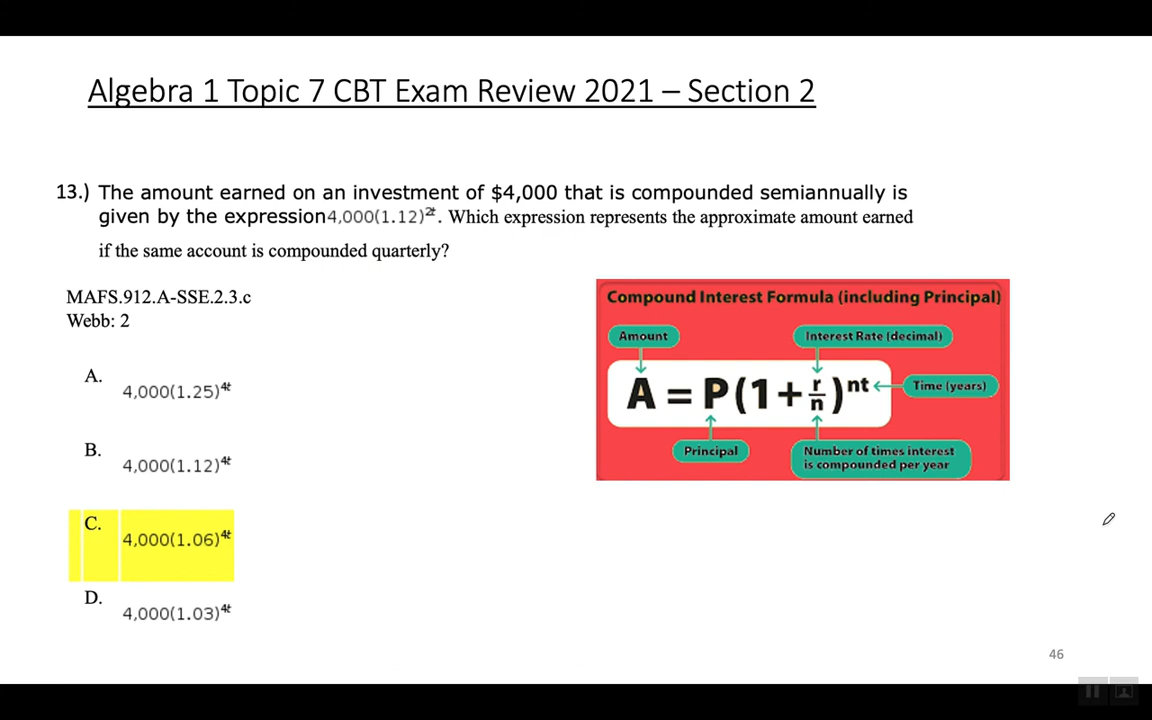 Algebra 1 Topic 7 CBT Exam Review 2021 – Section 2
13.) The amount earned on an investment of $4,000 that is compounded semiannually is
given by the expression4,000(1.12)²ᵗ. Which expression represents the approximate amount earned
if the same account is compounded quarterly?
MAFS.912.A-SSE.2.3.c
Webb: 2
A. 4,000(1.25)⁴ᵗ
B. 4,000(1.12)⁴ᵗ
C. 4,000(1.06)⁴ᵗ
D. 4,000(1.03)⁴ᵗ
Compound Interest Formula (including Principal)
Amount
Interest Rate (decimal)
A = P(1+r/n)ⁿᵗ
Time (years)
Principal
Number of times interest
is compounded per year
46